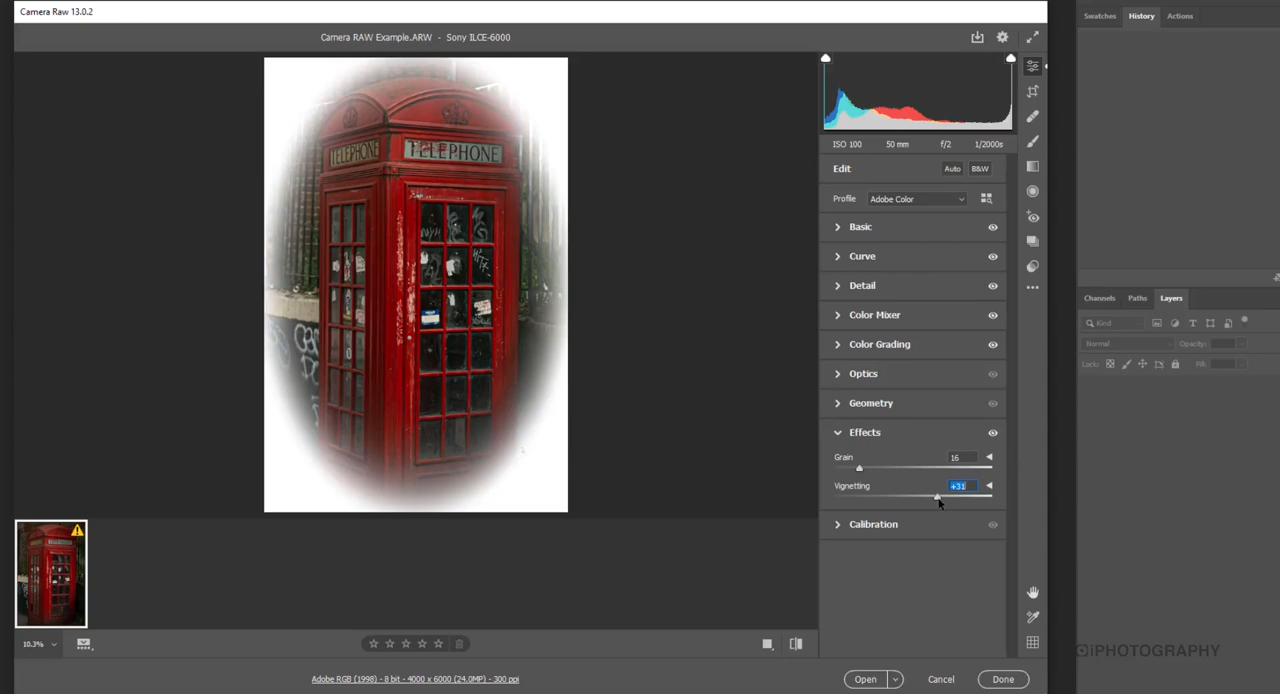 Camera Raw 13.0.2
Swatches
History
Actions
Camera RAW Example.ARW - Sony ILCE-6000
TELEPHONE
TELEPHONE
ISO 100
50 mm
f/2
1/2000s
Edit
Auto
B&W
Profile
Adobe Color
Basic
Curve
Detail
Color Mixer
Color Grading
Optics
Geometry
Effects
Grain
16
Vignetting
+31
Calibration
Channels
Paths
Layers
Kind
Normal
Opacity:
Lock:
Fill:
10.3%
iPHOTOGRAPHY
Adobe RGB (1998) - 8 bit - 4000 x 6000 (24.0MP) - 300 ppi
Open
Cancel
Done